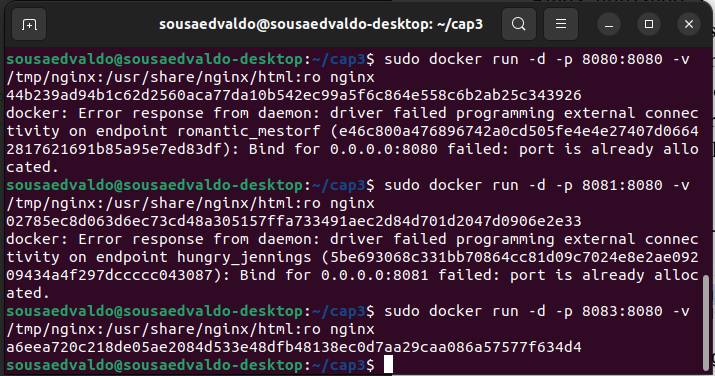 sousaedvaldo@sousaedvaldo-desktop: ~/cap3
sousaedvaldo@sousaedvaldo-desktop:~/cap3$ sudo docker run -d -p 8080:8080 -v
/tmp/nginx:/usr/share/nginx/html:ro nginx
44b239ad94b1c62d2560aca77da10b542ec99a5f6c864e558c6b2ab25c343926
docker: Error response from daemon: driver failed programming external connec
tivity on endpoint romantic_mestorf (e46c800a476896742a0cd505fe4e4e27407d0664
2817621691b85a95e7ed83df): Bind for 0.0.0.0:8080 failed: port is already allo
cated.
sousaedvaldo@sousaedvaldo-desktop:~/cap3$ sudo docker run -d -p 8081:8080 -v
/tmp/nginx:/usr/share/nginx/html:ro nginx
02785ec8d063d6ec73cd48a305157ffa733491aec2d84d701d2047d0906e2e33
docker: Error response from daemon: driver failed programming external connec
tivity on endpoint hungry_jennings (5be693068c331bb70864cc81d09c7024e8e2ae092
09434a4f297dccccc043087): Bind for 0.0.0.0:8081 failed: port is already alloc
ated.
sousaedvaldo@sousaedvaldo-desktop:~/cap3$ sudo docker run -d -p 8083:8080 -v
/tmp/nginx:/usr/share/nginx/html:ro nginx
a6eea720c218de05ae2084d533e48dfb48138ec0d7aa29caa086a57577f634d4
sousaedvaldo@sousaedvaldo-desktop:~/cap3$